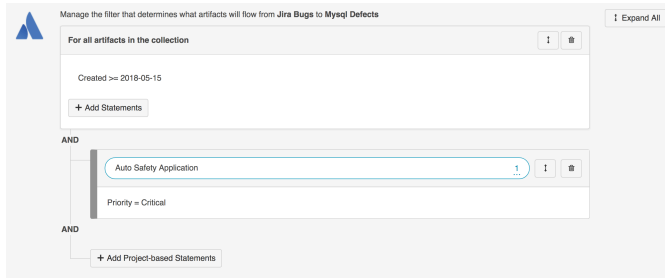 Manage the filter that determines what artifacts will flow from Jira Bugs to Mysql Defects
Expand All
For all artifacts in the collection
Created >= 2018-05-15
+ Add Statements
AND
Auto Safety Application 1
Priority = Critical
AND
+ Add Project-based Statements